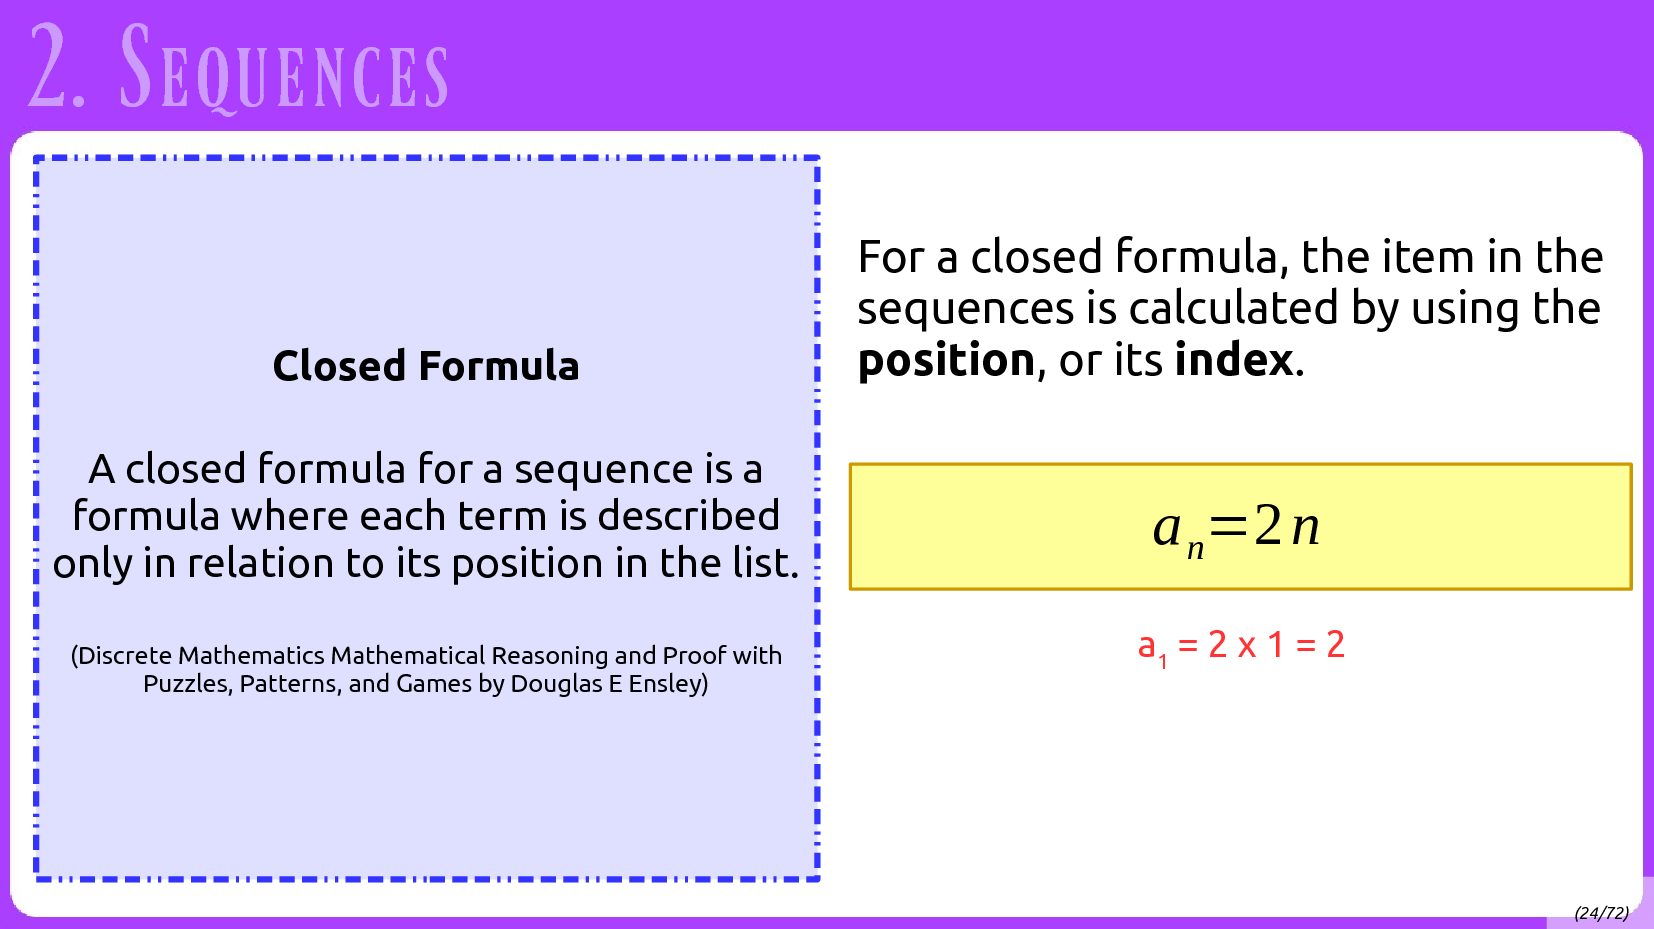 2. Sequences
Closed Formula
A closed formula for a sequence is a
formula where each term is described
only in relation to its position in the list.
(Discrete Mathematics Mathematical Reasoning and Proof with
Puzzles, Patterns, and Games by Douglas E Ensley)
For a closed formula, the item in the
sequences is calculated by using the
position, or its index.
aₙ=2n
a₁ = 2 x 1 = 2
(24/72)